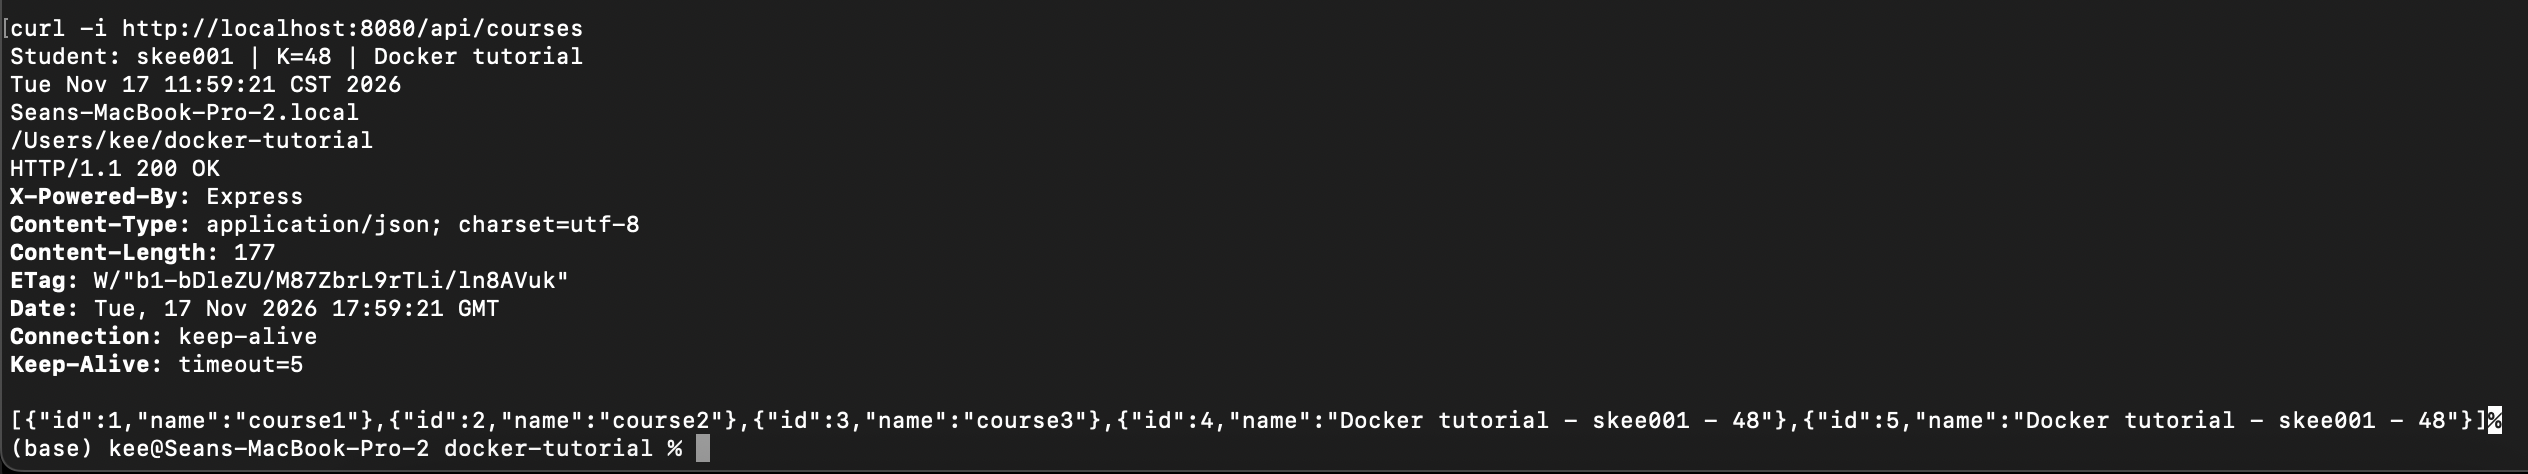 [curl -i http://localhost:8080/api/courses
Student: skee001 | K=48 | Docker tutorial
Tue Nov 17 11:59:21 CST 2026
Seans-MacBook-Pro-2.local
/Users/kee/docker-tutorial
HTTP/1.1 200 OK
X-Powered-By: Express
Content-Type: application/json; charset=utf-8
Content-Length: 177
ETag: W/"b1-bDleZU/M87ZbrL9rTLi/ln8AVuk"
Date: Tue, 17 Nov 2026 17:59:21 GMT
Connection: keep-alive
Keep-Alive: timeout=5
[{"id":1,"name":"course1"},{"id":2,"name":"course2"},{"id":3,"name":"course3"},{"id":4,"name":"Docker tutorial - skee001 - 48"},{"id":5,"name":"Docker tutorial - skee001 - 48"}]%
(base) kee@Seans-MacBook-Pro-2 docker-tutorial %